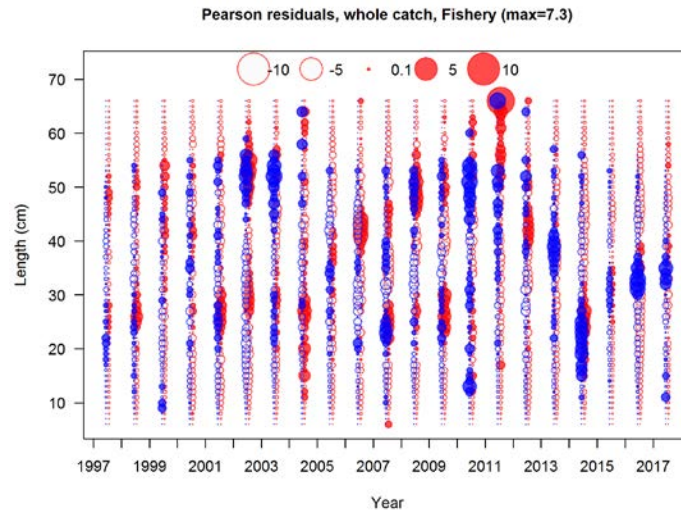 Pearson residuals, whole catch, Fishery (max=7.3)
-10 -5 0.1 5 10
70
60
50
40
30
20
10
Length (cm)
1997 1999 2001 2003 2005 2007 2009 2011 2013 2015 2017
Year